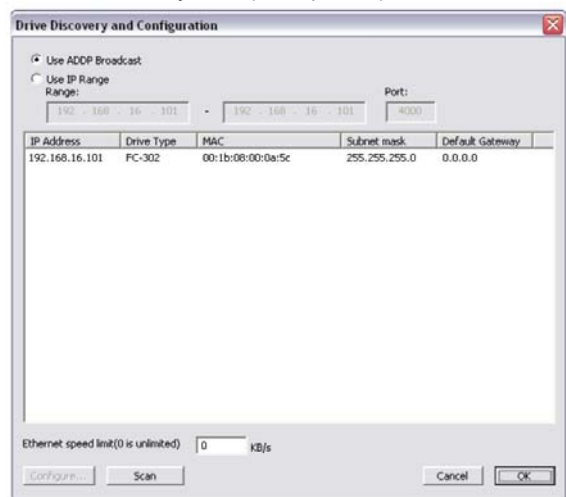 Drive Discovery and Configuration
Use ADDP Broadcast
Use IP Range
Range: Port:
192 . 168 . 16 . 101 - 192 . 168 . 16 . 101 4000
IP Address Drive Type MAC Subnet mask Default Gateway
192.168.16.101 FC-302 00:1b:08:00:0a:5c 255.255.255.0 0.0.0.0
Ethernet speed limit(0 is unlimited) 0 KB/s
Configure... Scan Cancel OK